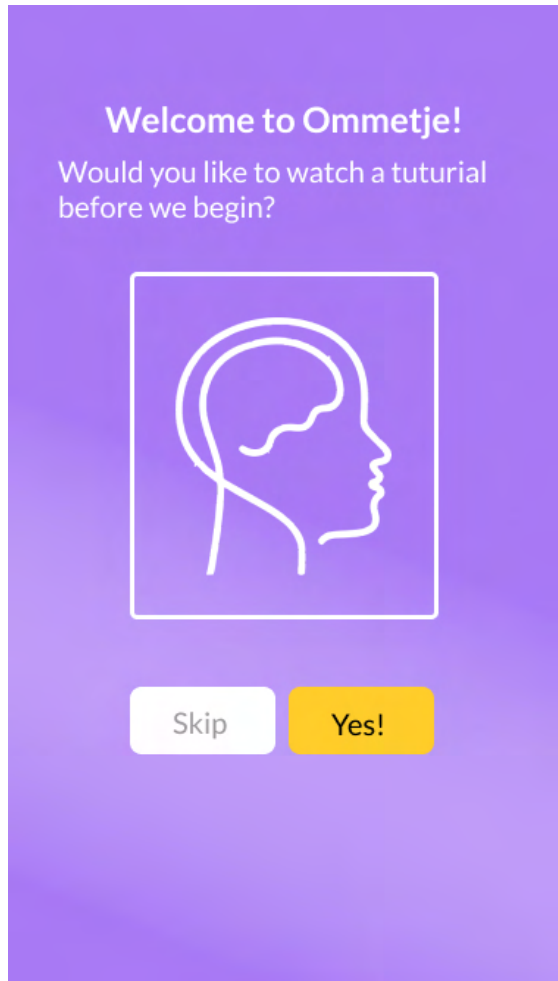 Welcome to Ommetje!
Would you like to watch a tuturial
before we begin?
Skip
Yes!